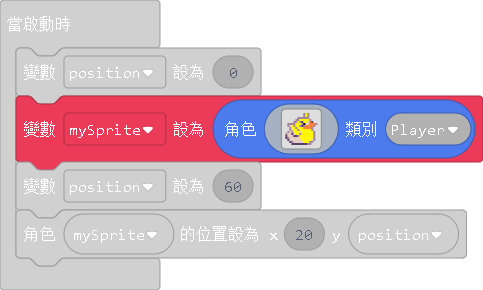 當啟動時
變數 position 設為 0
變數 mySprite 設為 角色 類別 Player
變數 position 設為 60
角色 mySprite 的位置設為 x 20 y position